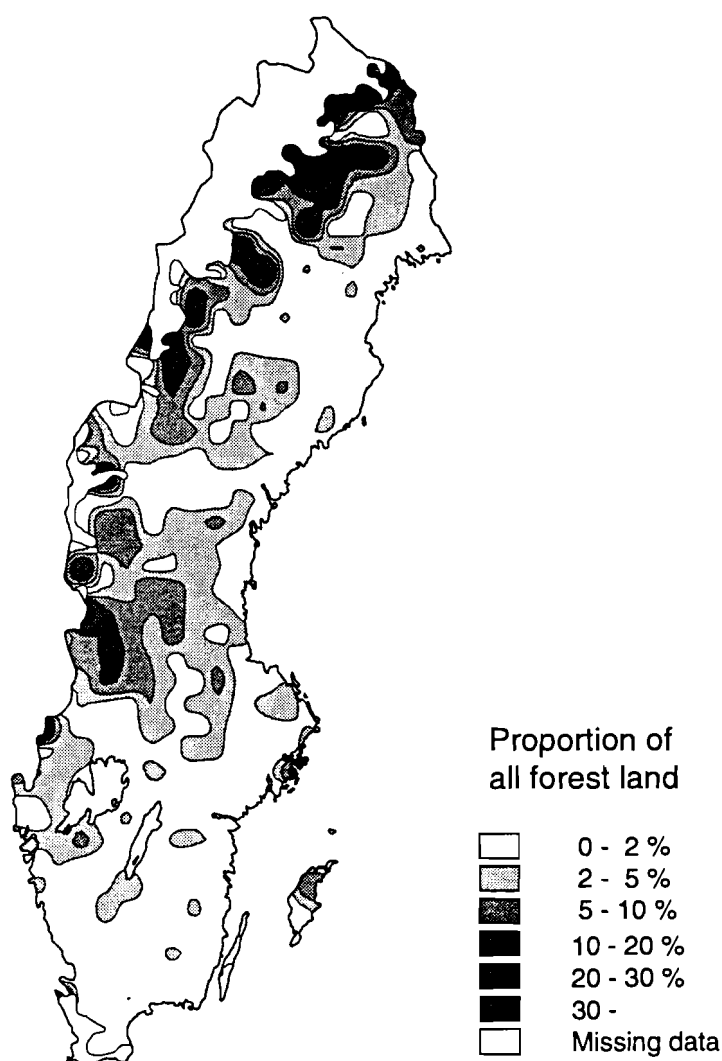 Proportion of
all forest land
0 - 2 %
2 - 5 %
5 - 10 %
10 - 20 %
20 - 30 %
30 -
Missing data